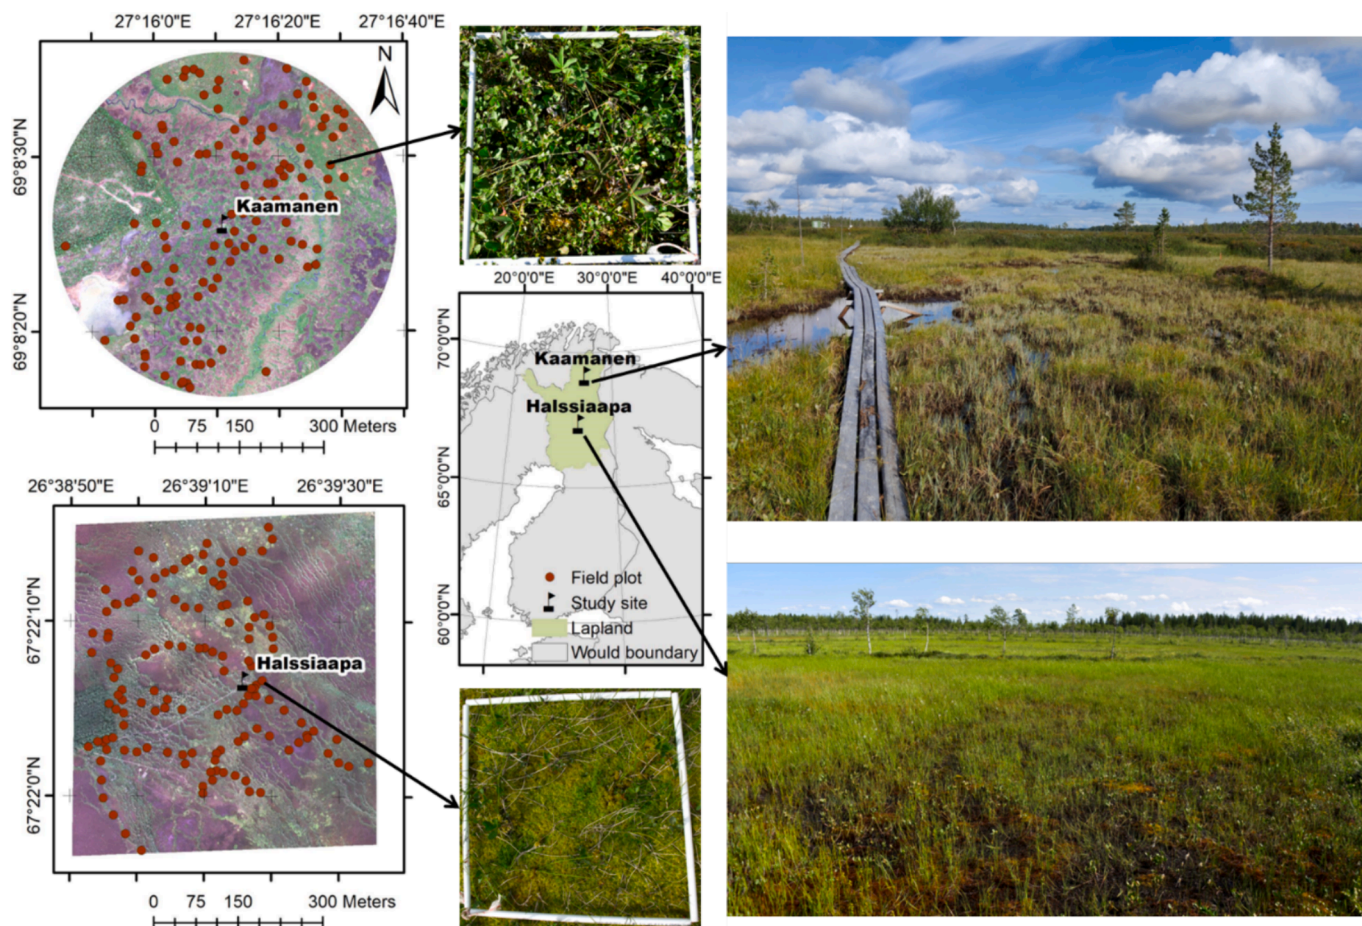 27°16'0"E 27°16'20"E 27°16'40"E
N
69°8'30"N
Kaamanen
69°8'20"N
0 75 150 300 Meters
26°38'50"E 26°39'10"E 26°39'30"E
67°22'10"N
Halssiaapa
67°22'0"N
0 75 150 300 Meters
20°0'0"E 30°0'0"E 40°0'0"E
70°0'0"N
Kaamanen
Halssiaapa
65°0'0"N
60°0'0"N
Field plot
Study site
Lapland
Would boundary